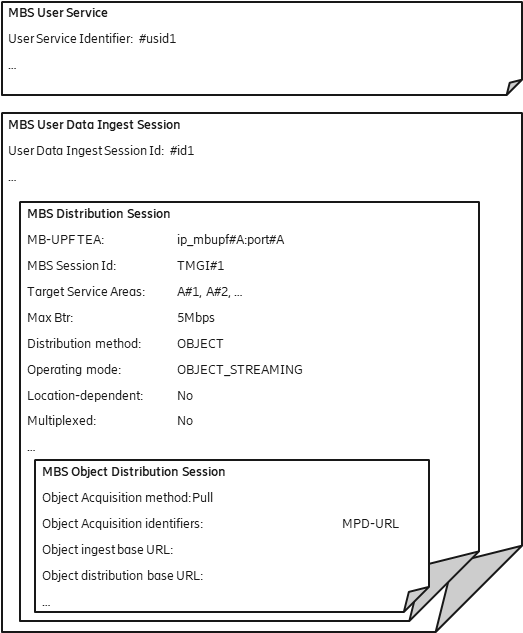 MBS User Service
User Service Identifier: #usid1
...
MBS User Data Ingest Session
User Data Ingest Session Id: #id1
...
MBS Distribution Session
MB-UPF TEA: ip_mbupf#A:port#A
MBS Session Id: TMGI#1
Target Service Areas: A#1, A#2, ...
Max Btr: 5Mbps
Distribution method: OBJECT
Operating mode: OBJECT_STREAMING
Location-dependent: No
Multiplexed: No
...
MBS Object Distribution Session
Object Acquisition method: Pull
Object Acquisition identifiers: MPD-URL
Object ingest base URL:
Object distribution base URL:
...